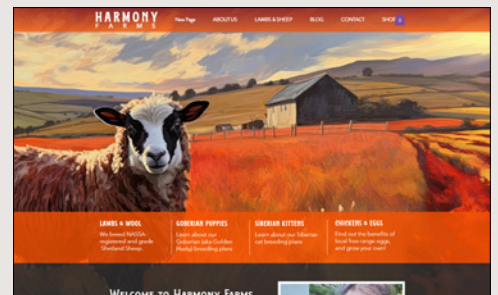 HARMONY
FARMS
New Page ABOUT US LAMBS & SHEEP BLOG CONTACT SHOP 0
LAMBS & WOOL
We breed NASSA-
registered and grade
Shetland Sheep.
GOBERIAN PUPPIES
Learn about our
Goberian (aka Golden
Husky) breeding plans
SIBERIAN KITTENS
Learn about our Siberian
cat breeding plans
CHICKENS & EGGS
Find out the benefits of
local free-range eggs,
and grow your own!
WELCOME TO HARMONY FARMS